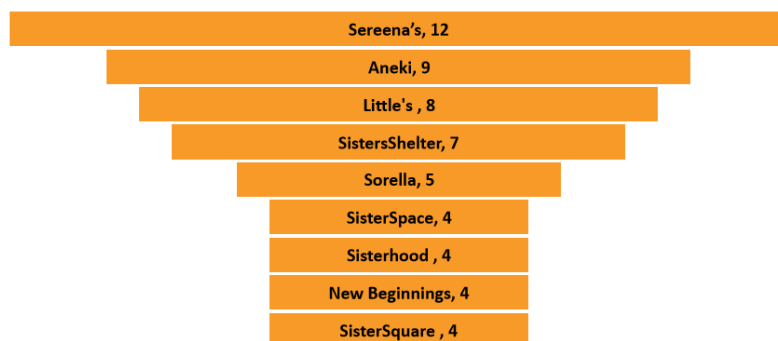 Sereena’s, 12
Aneki, 9
Little's , 8
SistersShelter, 7
Sorella, 5
SisterSpace, 4
Sisterhood , 4
New Beginnings, 4
SisterSquare , 4